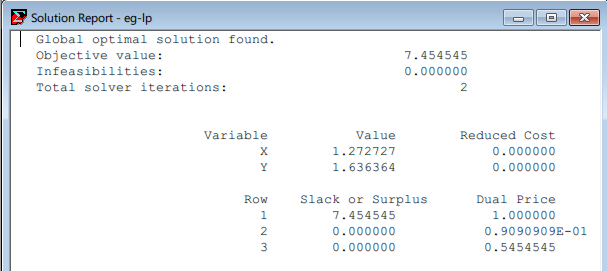 Solution Report - eg-lp
Global optimal solution found.
Objective value: 7.454545
Infeasibilities: 0.000000
Total solver iterations: 2
Variable Value Reduced Cost
X 1.272727 0.000000
Y 1.636364 0.000000
Row Slack or Surplus Dual Price
1 7.454545 1.000000
2 0.000000 0.9090909E-01
3 0.000000 0.5454545